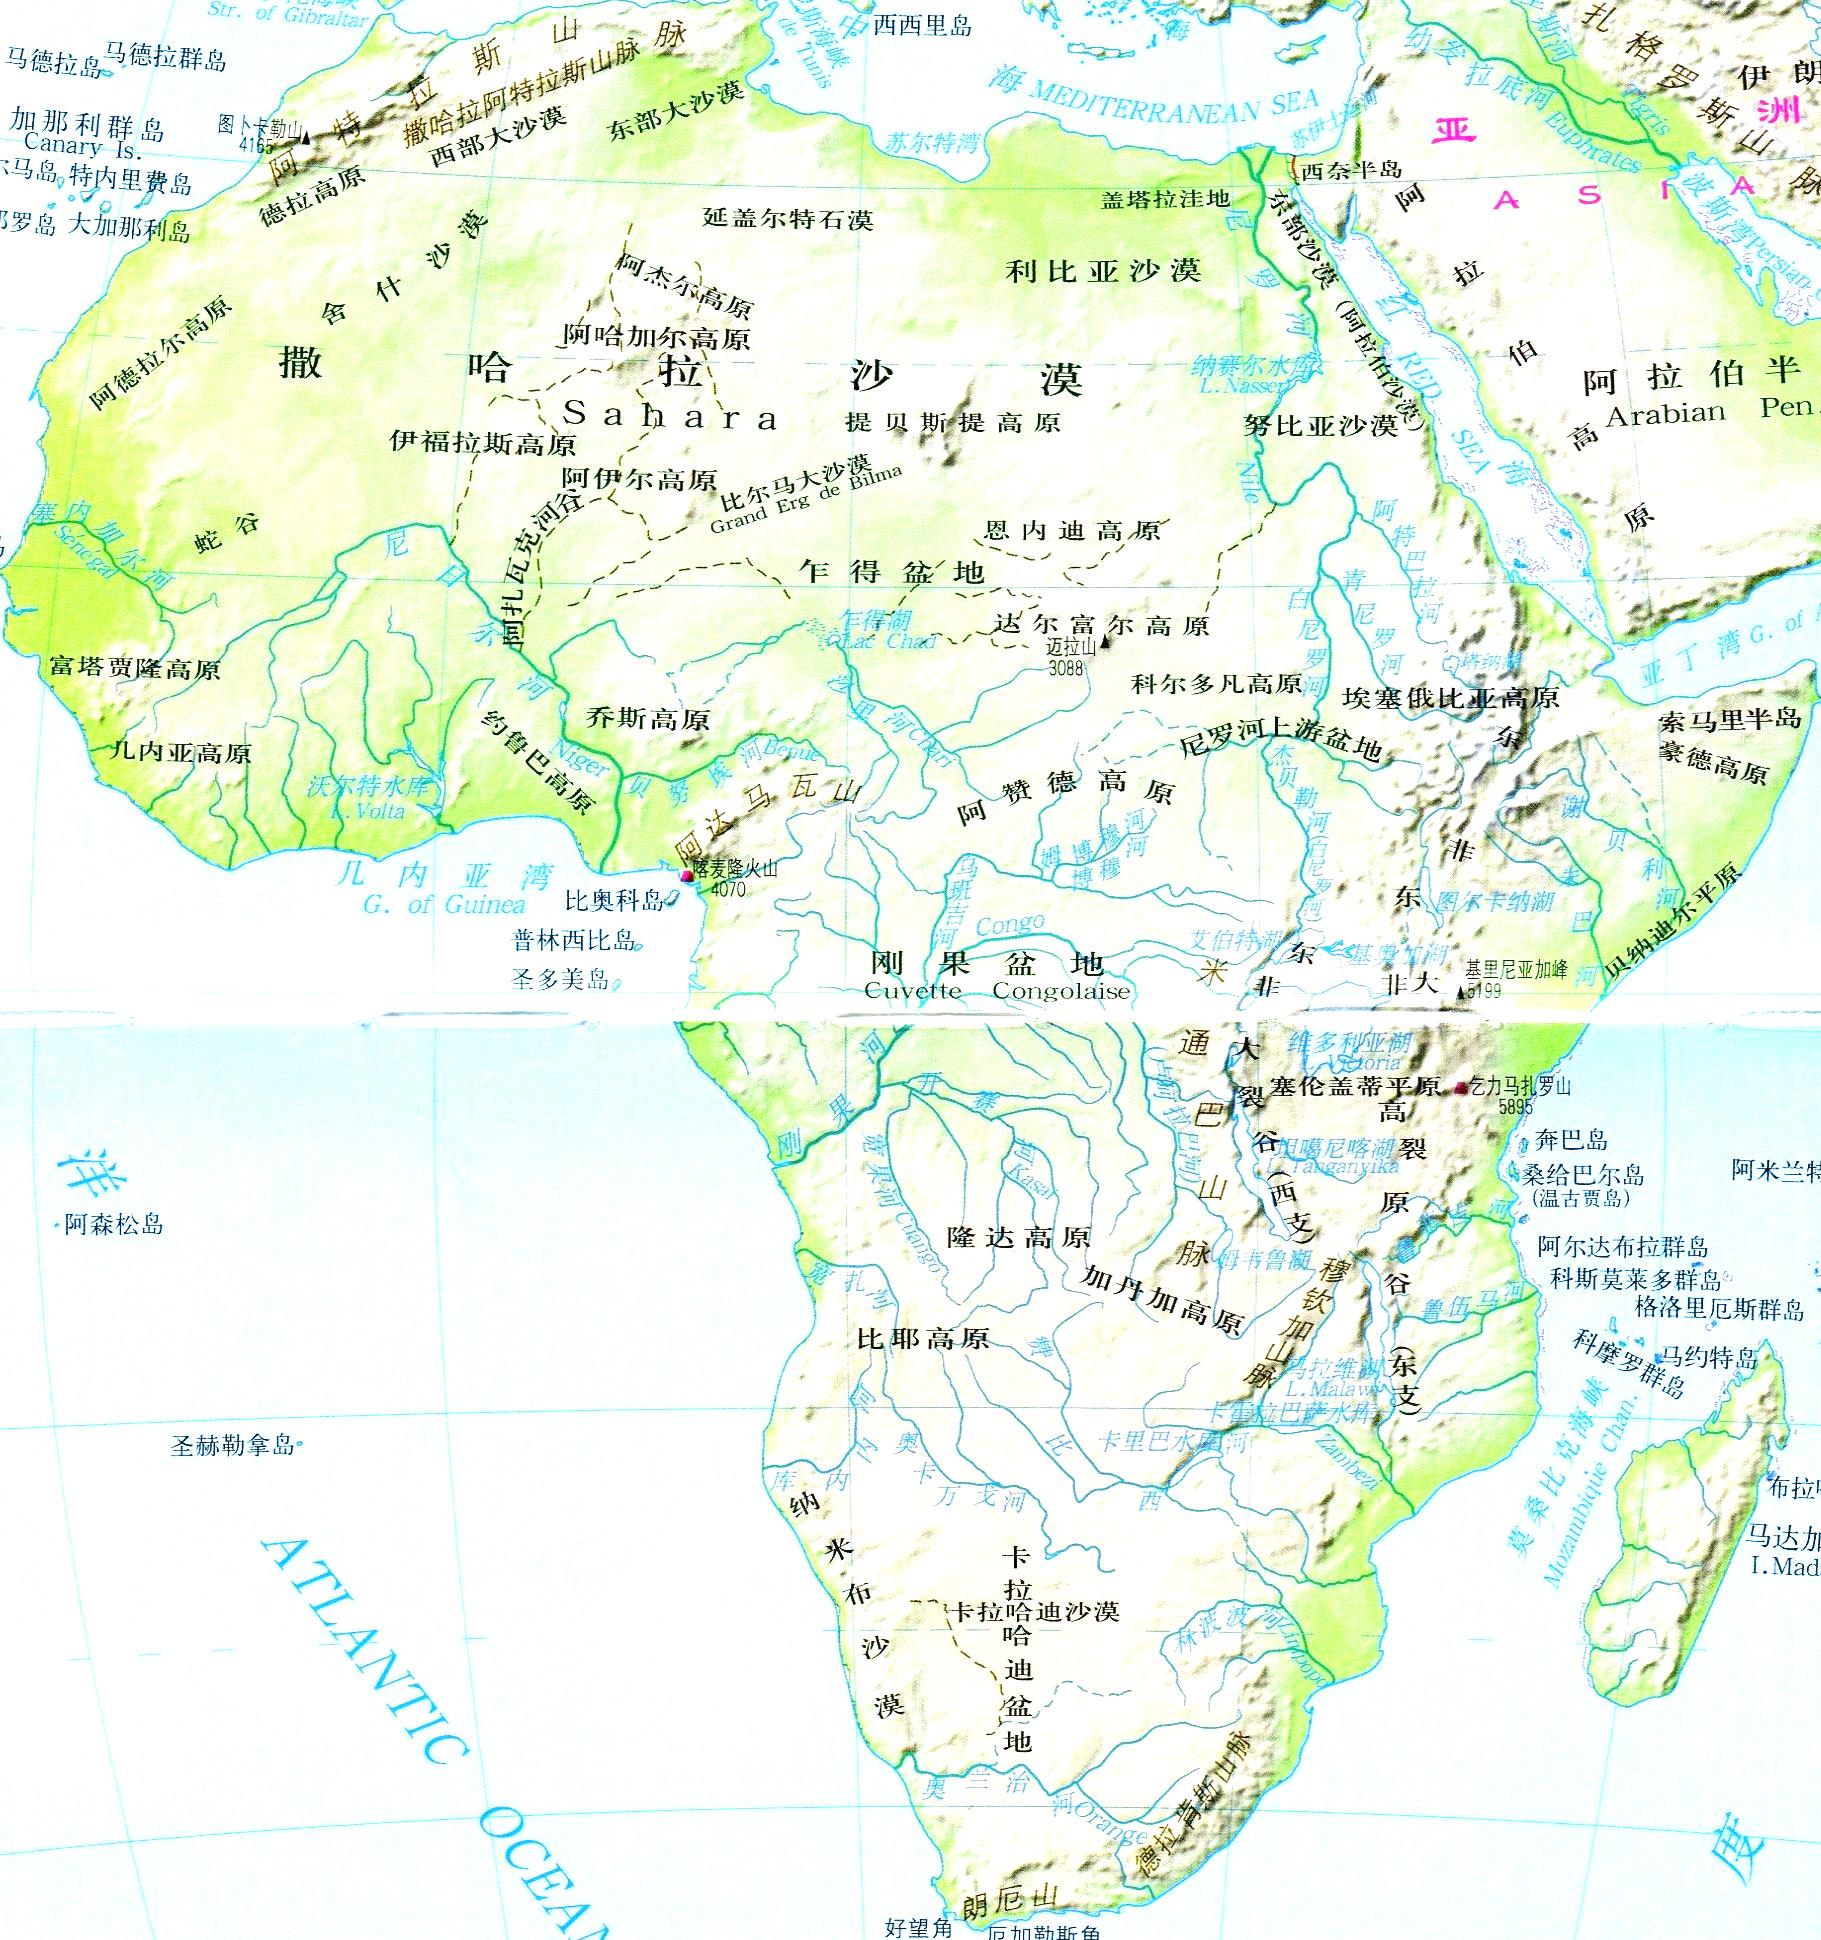 Str. of Gibraltar
马德拉岛
马德拉群岛
加那利群岛
Canary Is.
特内里费岛
大加那利岛
图卜卡勒山
4165
阿特拉斯山脉
撒哈拉阿特拉斯山脉
西部大沙漠
东部大沙漠
德拉高原
de Tunis
西西里岛
海 MEDITERRANEAN SEA
苏尔特湾
苏伊士运河
西奈半岛
盖塔拉洼地
东部沙漠(阿拉伯沙漠)
幼发拉底河
Euphrates
Tigris
扎格罗斯山脉
伊朗
亚洲
ASIA
波斯湾
Persian
阿拉伯高原
阿拉伯半
Arabian Pen.
舍什沙漠
延盖尔特石漠
阿杰尔高原
阿哈加尔高原
利比亚沙漠
尼罗河
Nile
红海
RED SEA
阿德拉尔高原
撒哈拉沙漠
Sahara
纳赛尔水库
L. Nasser
提贝斯提高原
努比亚沙漠
伊福拉斯高原
阿伊尔高原
比尔马大沙漠
Grand Erg de Bilma
阿扎瓦克河谷
塞内加尔河
Sénégal
蛇谷
恩内迪高原
阿特巴拉河
乍得盆地
乍得湖
Lac Chad
达尔富尔高原
迈拉山
3088
青尼罗河
白尼罗河
塔纳湖
亚丁湾 G. of
富塔贾隆高原
尼日尔河
Niger
乔斯高原
沙里河
Chari
科尔多凡高原
埃塞俄比亚高原
索马里半岛
豪德高原
几内亚高原
约鲁巴高原
沃尔特水库
L. Volta
贝努埃河
Benue
阿达马瓦山
尼罗河上游盆地
阿赞德高原
杰贝勒河(白尼罗河)
谢贝利河
朱巴河
几内亚湾
G. of Guinea
喀麦隆火山
4070
比奥科岛
普林西比岛
圣多美岛
乌班吉河
姆博穆河
博穆河
Congo
刚果盆地
Cuvette Congolaise
艾伯特湖
基奥加湖
图尔卡纳湖
贝纳迪尔平原
基里尼亚加峰
5199
东非大裂谷(西支)
东非大裂谷(东支)
东非高原
米通巴山脉
维多利亚湖
Victoria
塞伦盖蒂平原
乞力马扎罗山
5895
刚果河
开赛河
Kasai
宽果河
Cuango
卢阿拉巴河
坦噶尼喀湖
L. Tanganyika
奔巴岛
桑给巴尔岛
(温古贾岛)
阿米兰特
洋
阿森松岛
隆达高原
加丹加高原
姆韦鲁湖
穆钦加山脉
阿尔达布拉群岛
科斯莫莱多群岛
格洛里厄斯群岛
鲁伍马河
宽扎河
比耶高原
科摩罗群岛
马约特岛
马拉维湖
L. Malawi
卡霍拉巴萨水库
卡里巴水库
赞比西河
Zambezi
圣赫勒拿岛
库内内河
奥卡万戈河
莫桑比克海峡
Mozambique Chan.
马达加
I. Mad
纳米布沙漠
卡拉哈迪盆地
卡拉哈迪沙漠
林波波河
Limpopo
ATLANTIC OCEAN
奥兰治河
Orange
德拉肯斯山脉
度
朗厄山
好望角
厄加勒斯角